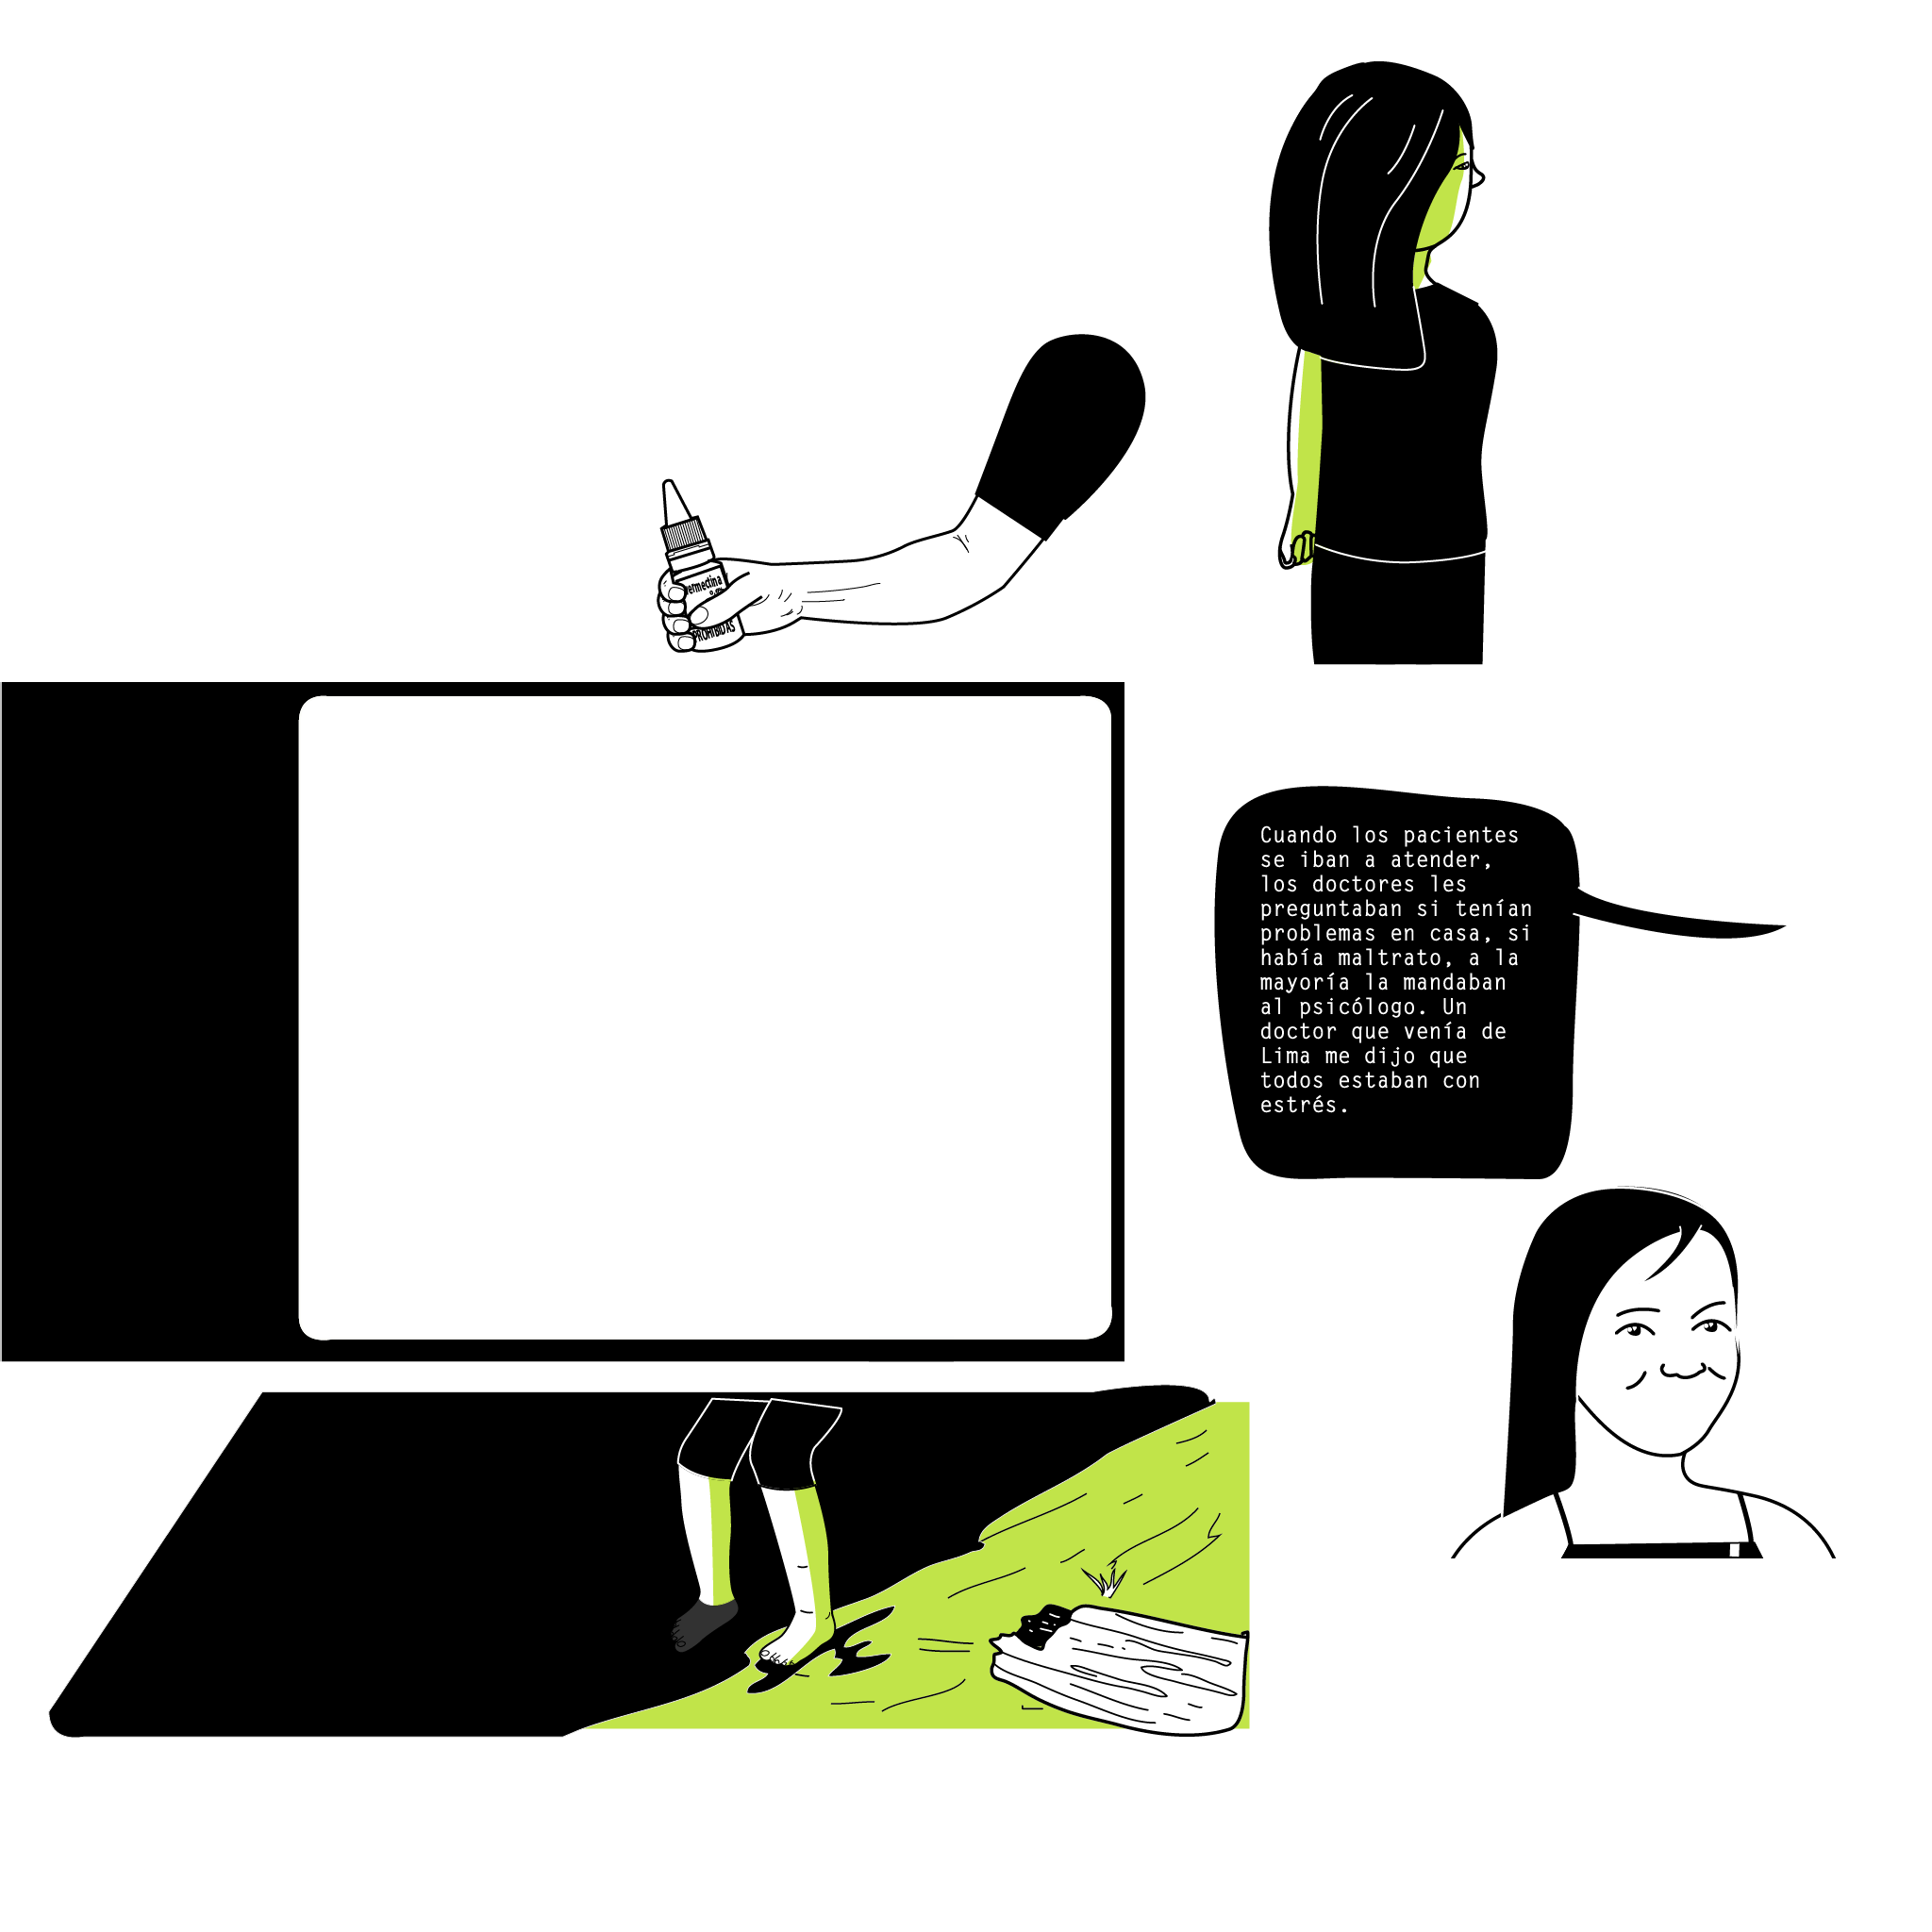 ermectina
PROHIBIDAS
Cuando los pacientes
se iban a atender,
los doctores les
preguntaban si tenían
problemas en casa, si
había maltrato, a la
mayoría la mandaban
al psicólogo. Un
doctor que venía de
Lima me dijo que
todos estaban con
estrés.